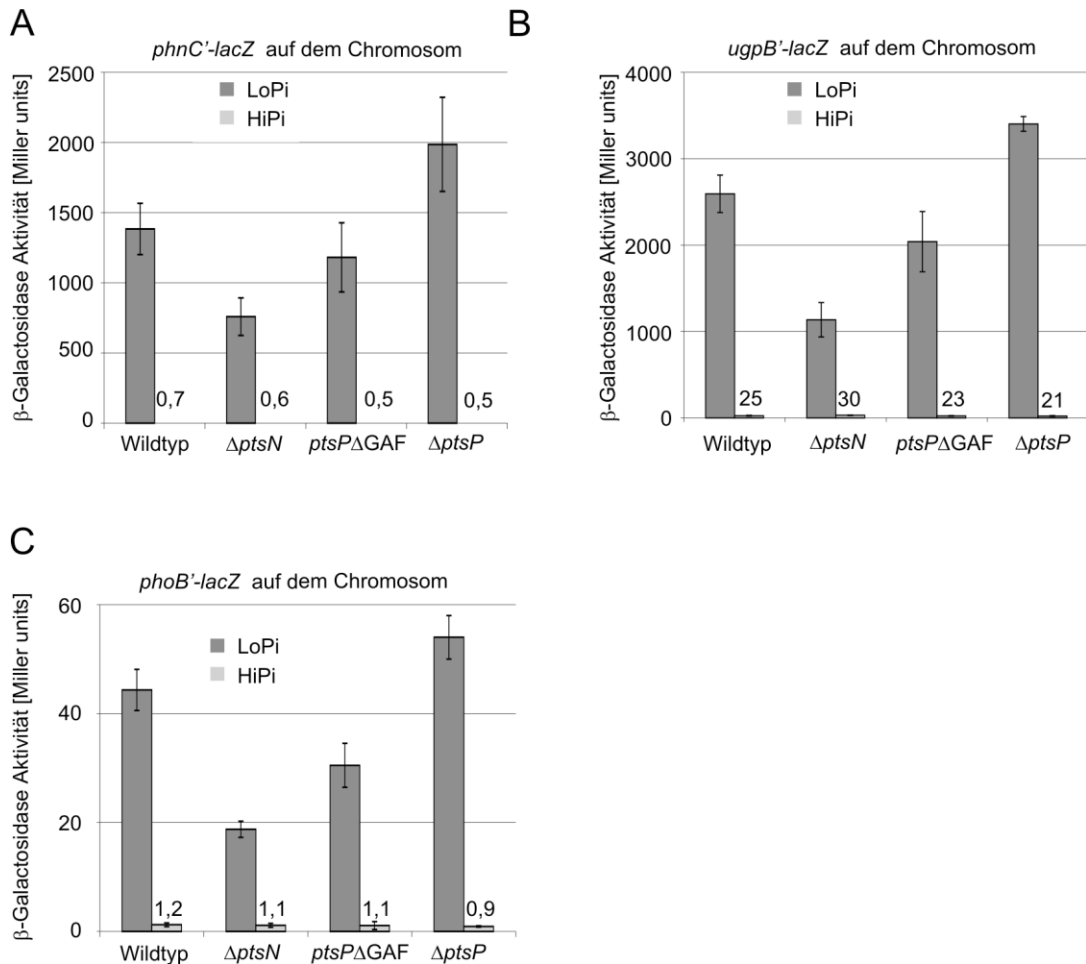 A
phnC'-lacZ auf dem Chromosom
β-Galactosidase Aktivität [Miller units]
2500
2000
1500
1000
500
0
LoPi
HiPi
0,7
0,6
0,5
0,5
Wildtyp
ΔptsN
ptsPΔGAF
ΔptsP
B
ugpB'-lacZ auf dem Chromosom
β-Galactosidase Aktivität [Miller units]
4000
3000
2000
1000
0
LoPi
HiPi
25
30
23
21
Wildtyp
ΔptsN
ptsPΔGAF
ΔptsP
C
phoB'-lacZ auf dem Chromosom
β-Galactosidase Aktivität [Miller units]
60
40
20
0
LoPi
HiPi
1,2
1,1
1,1
0,9
Wildtyp
ΔptsN
ptsPΔGAF
ΔptsP